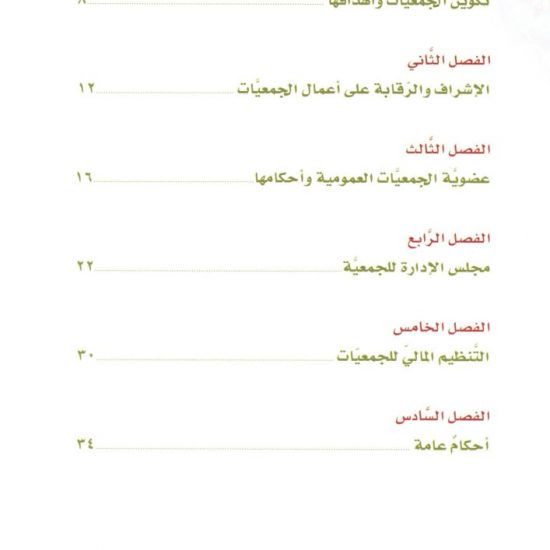 تكوين الجمعيَّات وأهدافها ٨
الفصل الثَّاني
الإشراف والرَّقابة على أعمال الجمعيَّات ١٢
الفصل الثَّالث
عضويَّة الجمعيَّات العمومية وأحكامها ١٦
الفصل الرَّابع
مجلس الإدارة للجمعيَّة ٢٢
الفصل الخامس
التَّنظيم الماليّ للجمعيَّات ٣٠
الفصل السَّادس
أحكامٌ عامة ٣٤